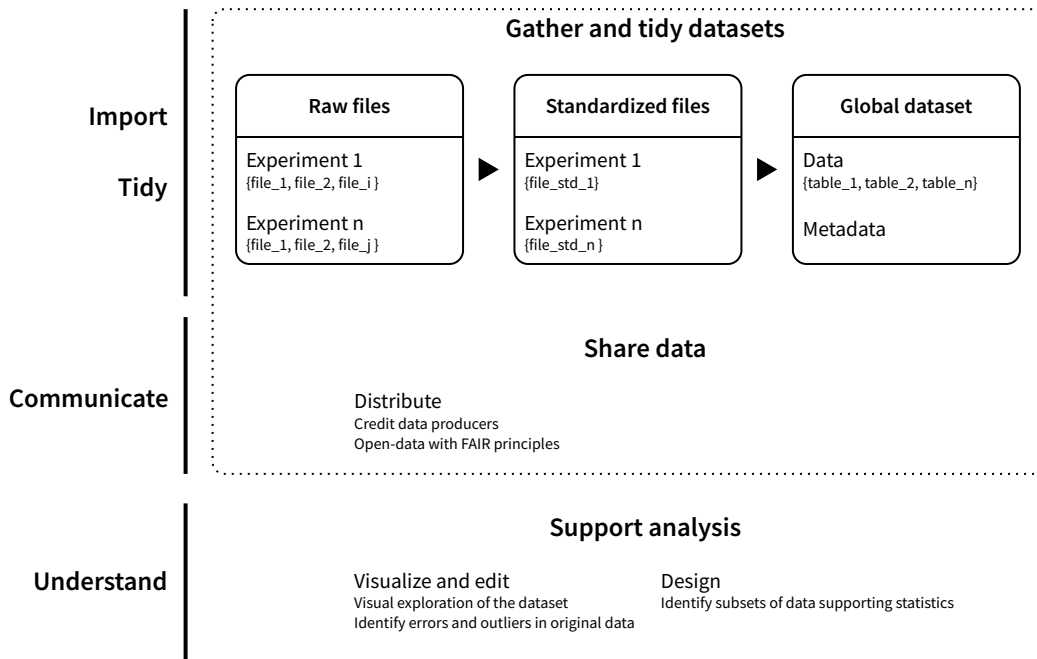 Gather and tidy datasets
Import
Tidy
Raw files
Experiment 1
{file_1, file_2, file_i }
Experiment n
{file_1, file_2, file_j }
Standardized files
Experiment 1
{file_std_1}
Experiment n
{file_std_n }
Global dataset
Data
{table_1, table_2, table_n}
Metadata
Communicate
Share data
Distribute
Credit data producers
Open-data with FAIR principles
Understand
Support analysis
Visualize and edit
Visual exploration of the dataset
Identify errors and outliers in original data
Design
Identify subsets of data supporting statistics